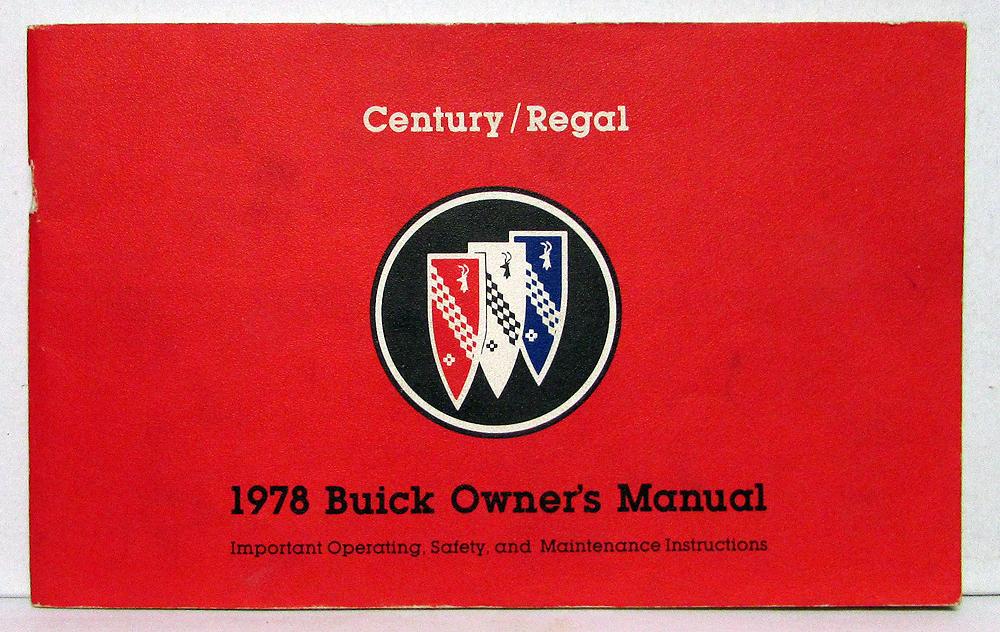 Century / Regal
1978 Buick Owner's Manual
Important Operating, Safety, and Maintenance Instructions